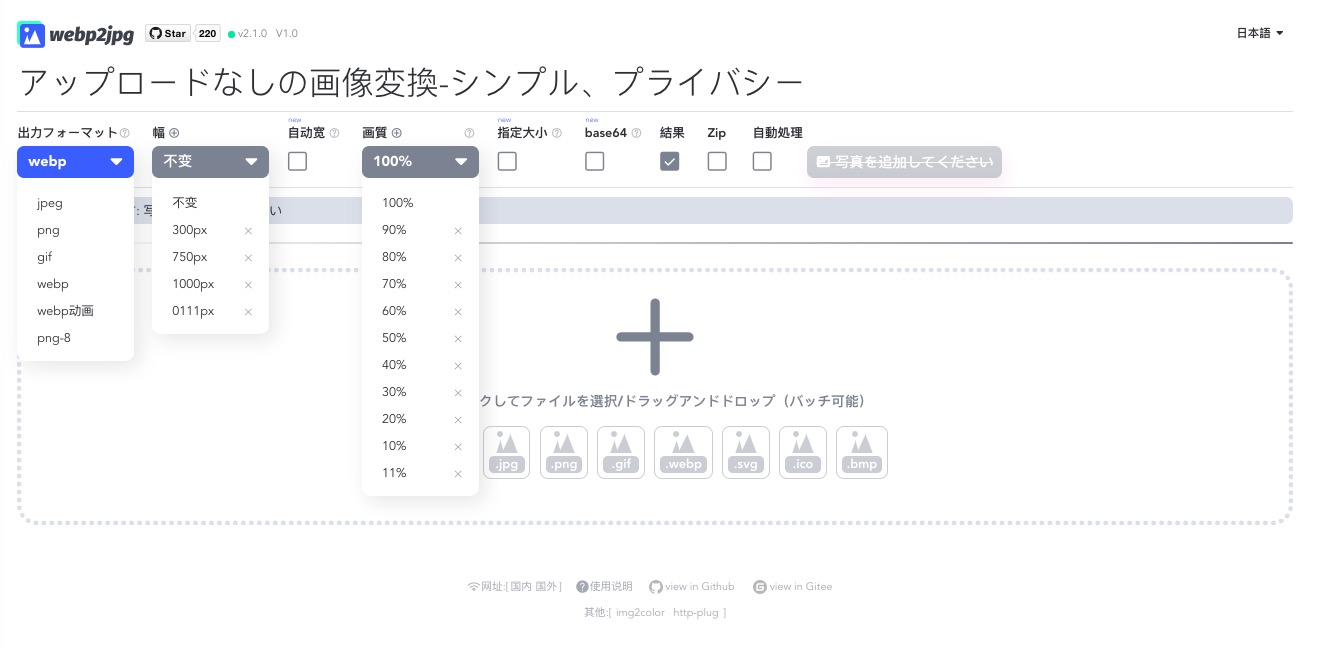 webp2jpg Star 220 v2.1.0 V1.0 日本語
アップロードなしの画像変換-シンプル、プライバシー
出力フォーマット 幅 new 自动宽 画質 new 指定大小 new base64 結果 Zip 自動処理
webp 不変 100% 写真を追加してください
jpeg
png
gif
webp
webp动画
png-8
不変
300px
750px
1000px
0111px
100%
90%
80%
70%
60%
50%
40%
30%
20%
10%
11%
: 写 い
クしてファイルを選択/ドラッグアンドドロップ（バッチ可能）
.jpg .png .gif .webp .svg .ico .bmp
网址:[ 国内 国外 ] 使用说明 view in Github view in Gitee
其他:[ img2color http-plug ]